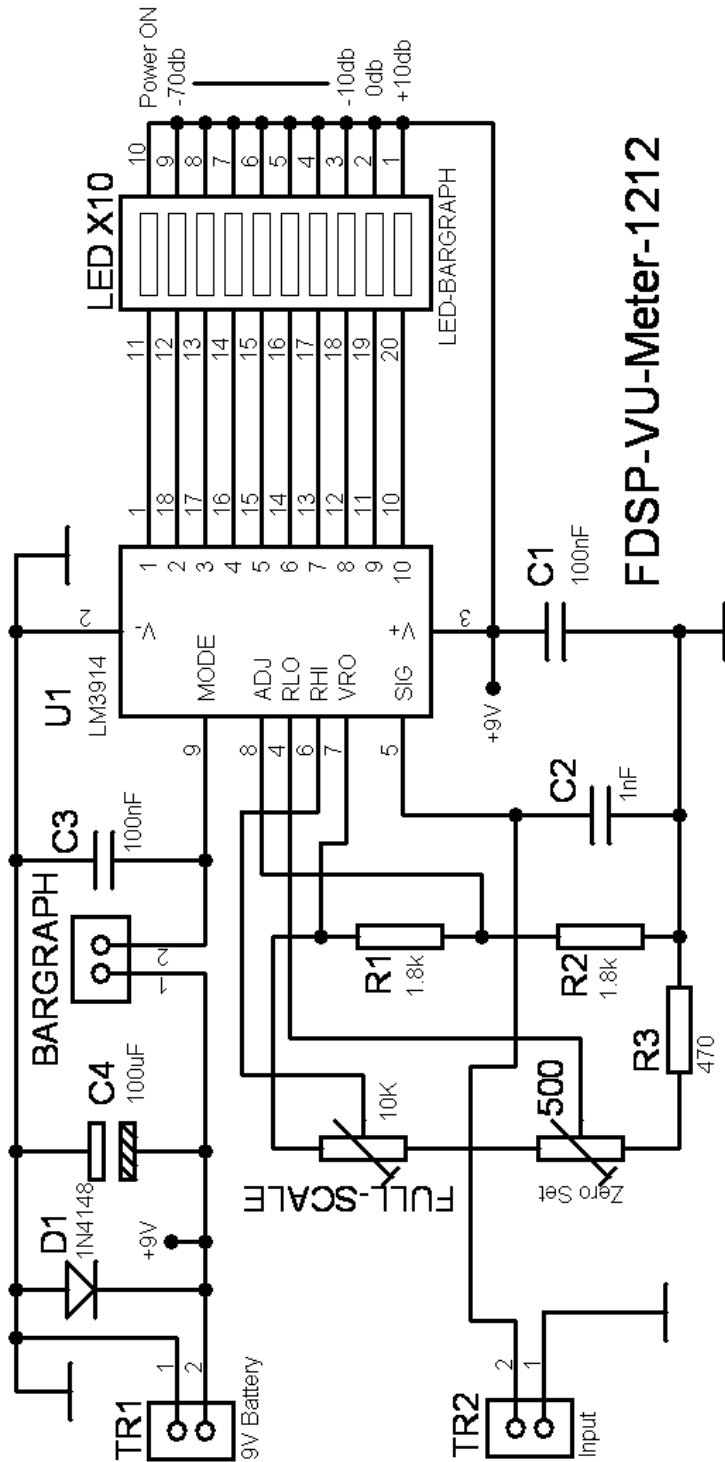 TR1
9V Battery
1
2
D1
1N4148
+9V
C4
100uF
BARGRAPH
1
2
C3
100nF
U1
LM3914
2
V-
9
MODE
8
ADJ
4
RLO
6
RHI
7
VRO
5
SIG
V+
3
1
2
3
4
5
6
7
8
9
10
1
18
17
16
15
14
13
12
11
10
LED X10
11
12
13
14
15
16
17
18
19
20
10
9
8
7
6
5
4
3
2
1
LED-BARGRAPH
Power ON
-70db
-10db
0db
+10db
FULL-SCALE
10K
500
Zero Set
R1
1.8k
R2
1.8k
R3
470
C2
1nF
+9V
C1
100nF
TR2
Input
2
1
FDSP-VU-Meter-1212